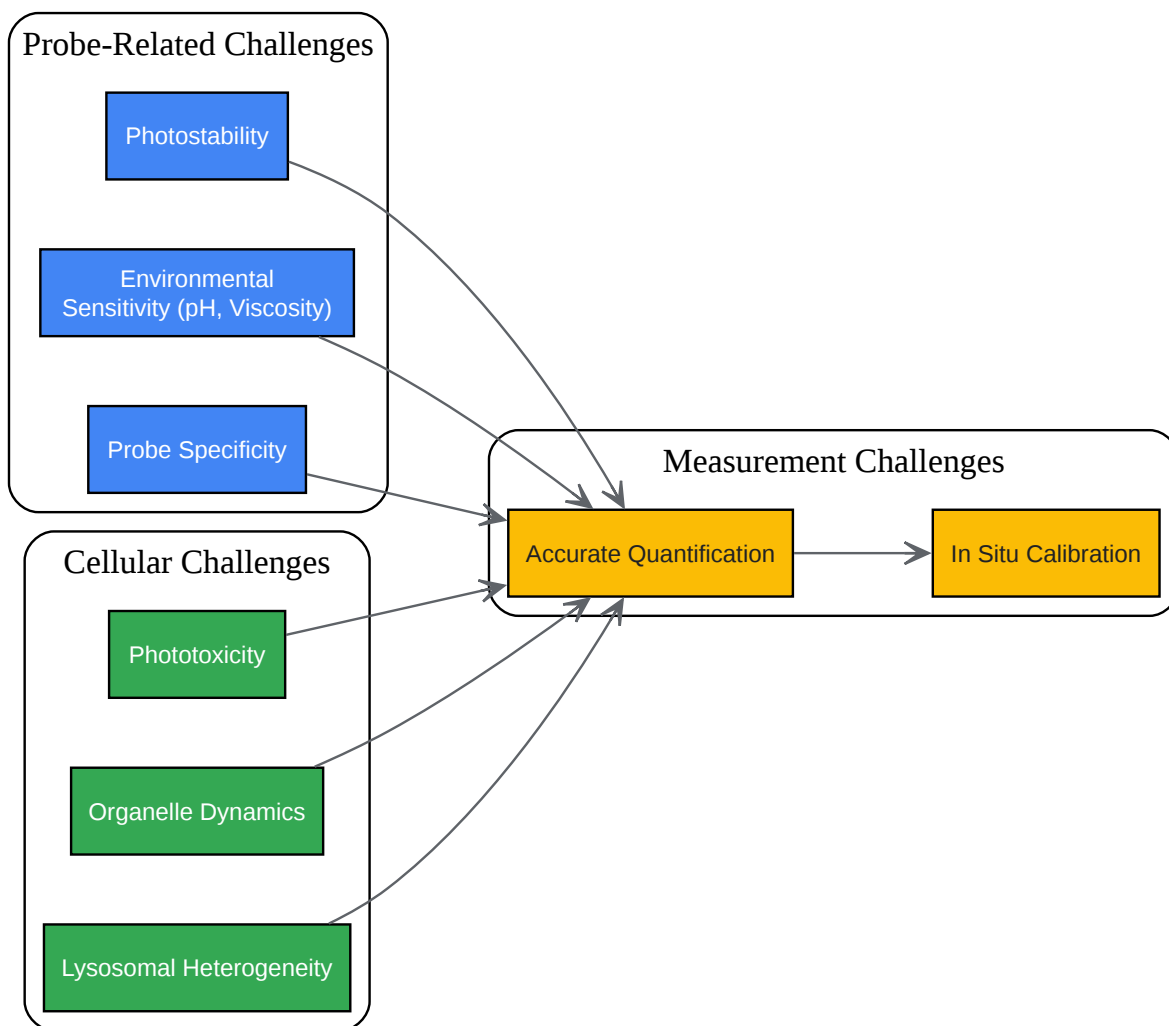 Probe-Related Challenges
Photostability
Environmental
Sensitivity (pH, Viscosity)
Probe Specificity
Measurement Challenges
Accurate Quantification
In Situ Calibration
Cellular Challenges
Phototoxicity
Organelle Dynamics
Lysosomal Heterogeneity